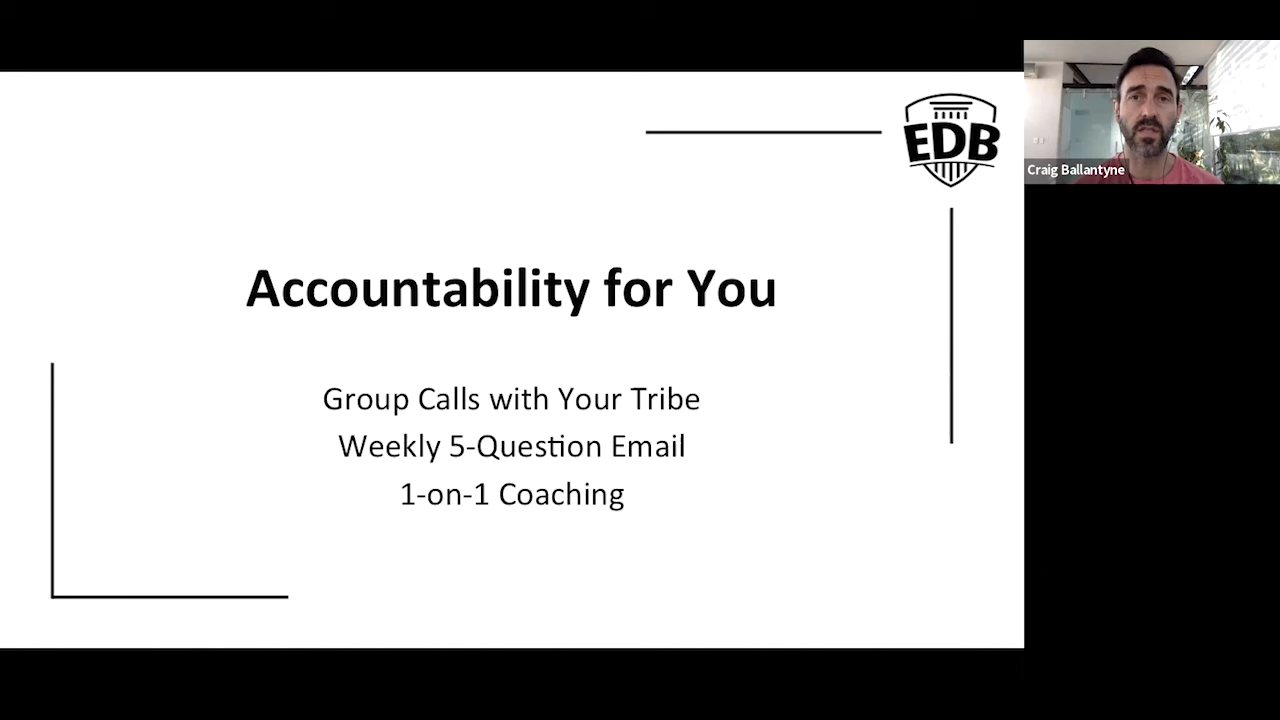 EDB
Craig Ballantyne
Accountability for You
Group Calls with Your Tribe
Weekly 5-Question Email
1-on-1 Coaching